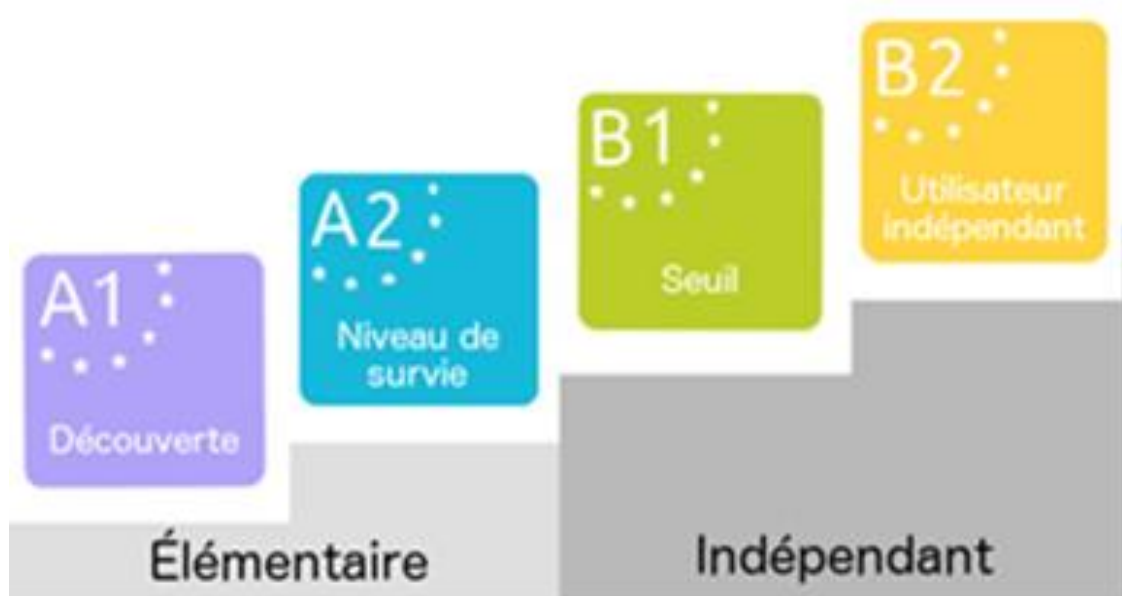 A1
Découverte
A2
Niveau de
survie
B1
Seuil
B2
Utilisateur
indépendant
Élémentaire
Indépendant